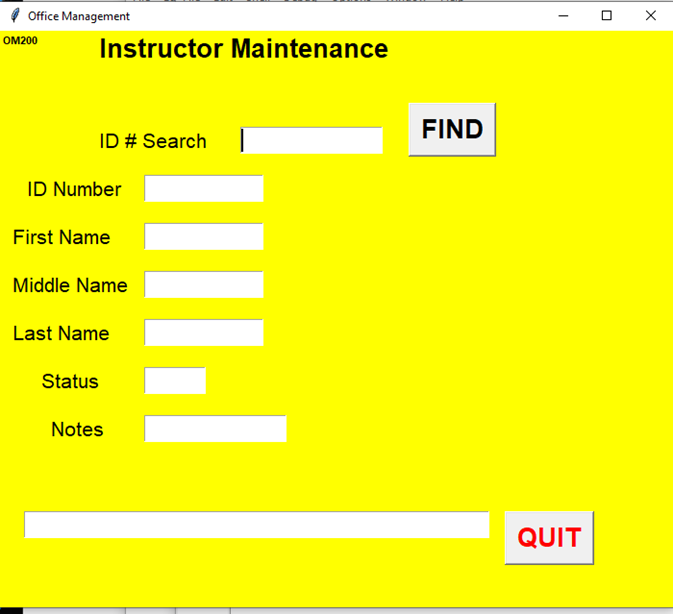 Office Management
OM200
Instructor Maintenance
FIND
ID # Search
ID Number
First Name
Middle Name
Last Name
Status
Notes
QUIT